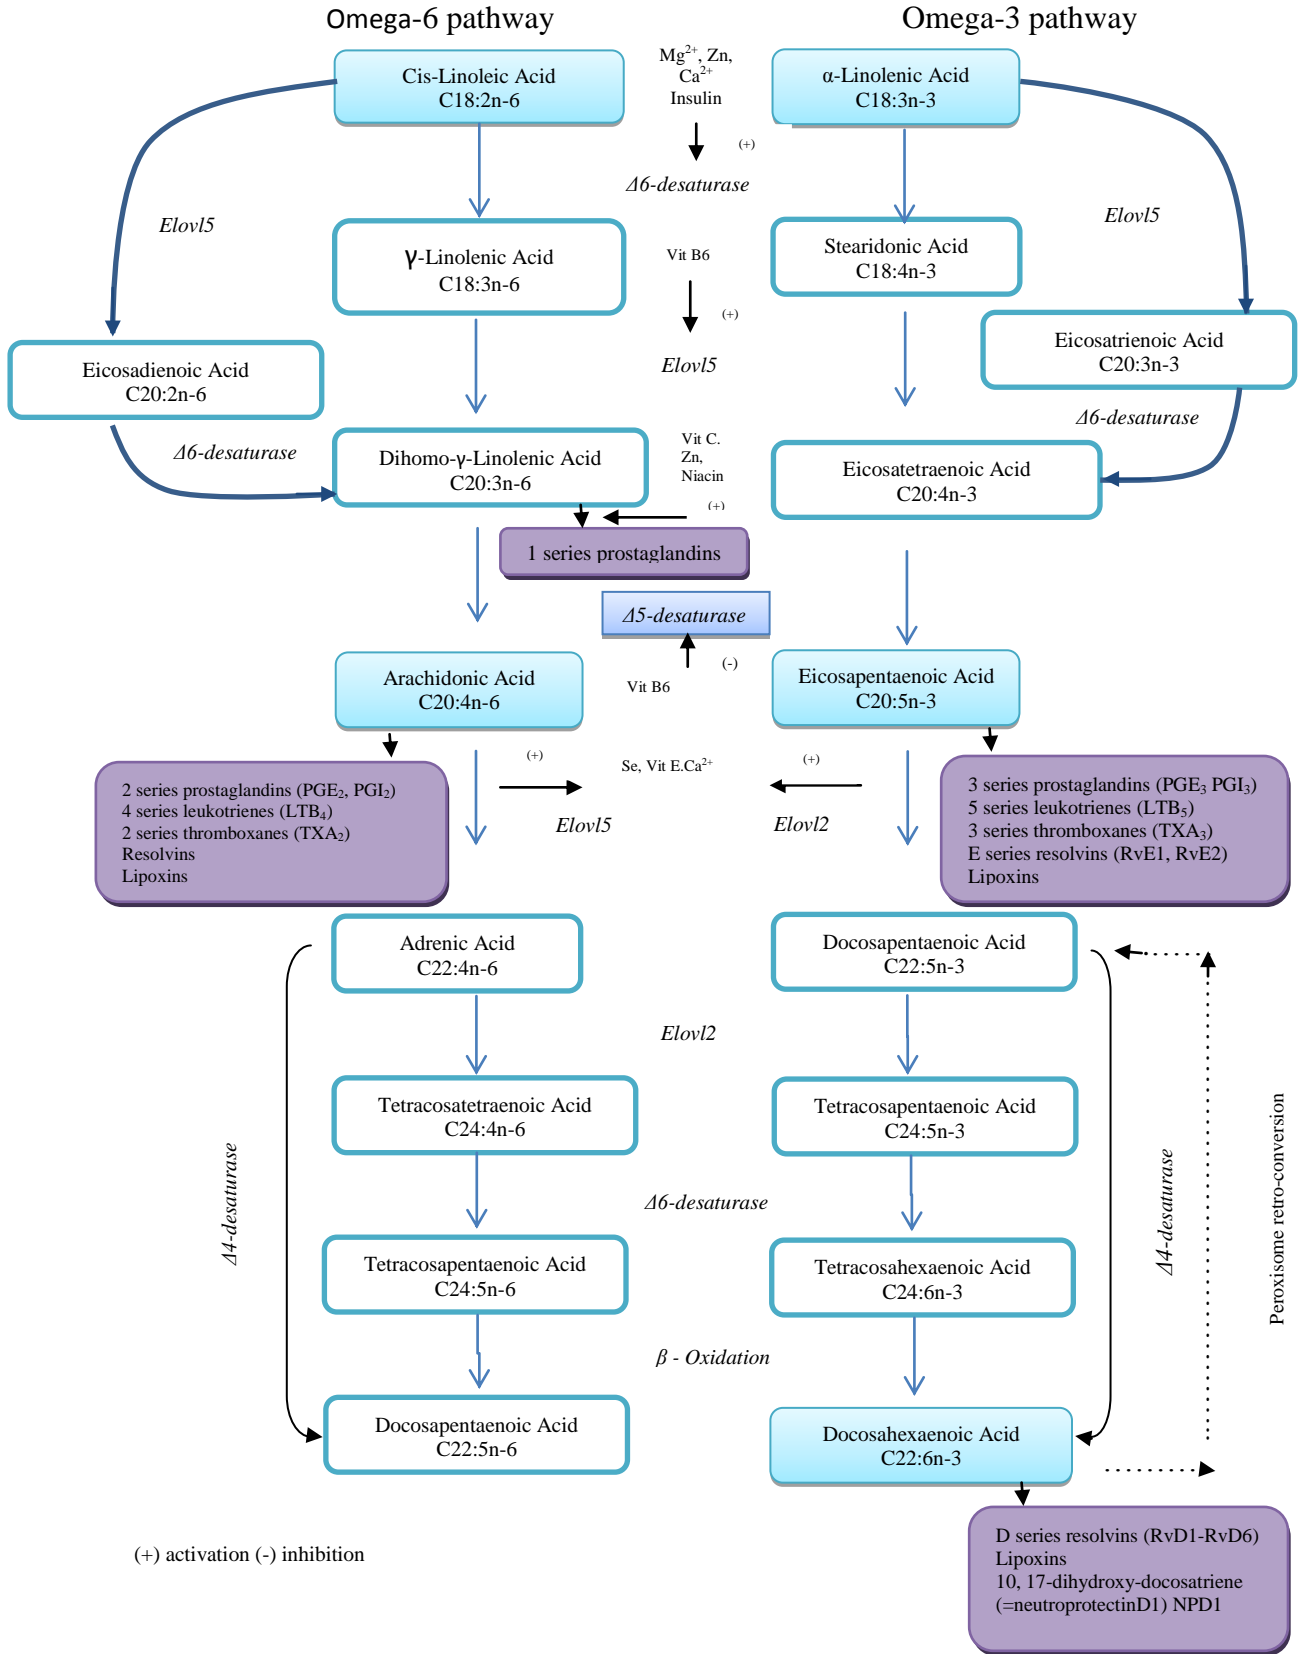 Omega-6 pathway
Omega-3 pathway
Cis-Linoleic Acid
C18:2n-6
Mg²⁺, Zn,
Ca²⁺
Insulin
α-Linolenic Acid
C18:3n-3
(+)
Δ6-desaturase
Elovl5
Elovl5
γ-Linolenic Acid
C18:3n-6
Vit B6
Stearidonic Acid
C18:4n-3
(+)
Elovl5
Eicosadienoic Acid
C20:2n-6
Eicosatrienoic Acid
C20:3n-3
Δ6-desaturase
Δ6-desaturase
Dihomo-γ-Linolenic Acid
C20:3n-6
Vit C.
Zn,
Niacin
(+)
Eicosatetraenoic Acid
C20:4n-3
1 series prostaglandins
Δ5-desaturase
(-)
Vit B6
Arachidonic Acid
C20:4n-6
Eicosapentaenoic Acid
C20:5n-3
(+)
Se, Vit E.Ca²⁺
(+)
Elovl5
Elovl2
2 series prostaglandins (PGE₂, PGI₂)
4 series leukotrienes (LTB₄)
2 series thromboxanes (TXA₂)
Resolvins
Lipoxins
3 series prostaglandins (PGE₃ PGI₃)
5 series leukotrienes (LTB₅)
3 series thromboxanes (TXA₃)
E series resolvins (RvE1, RvE2)
Lipoxins
Adrenic Acid
C22:4n-6
Docosapentaenoic Acid
C22:5n-3
Elovl2
Tetracosatetraenoic Acid
C24:4n-6
Tetracosapentaenoic Acid
C24:5n-3
Δ4-desaturase
Δ6-desaturase
Δ4-desaturase
Peroxisome retro-conversion
Tetracosapentaenoic Acid
C24:5n-6
Tetracosahexaenoic Acid
C24:6n-3
β - Oxidation
Docosapentaenoic Acid
C22:5n-6
Docosahexaenoic Acid
C22:6n-3
(+) activation (-) inhibition
D series resolvins (RvD1-RvD6)
Lipoxins
10, 17-dihydroxy-docosatriene
(=neutroprotectinD1) NPD1